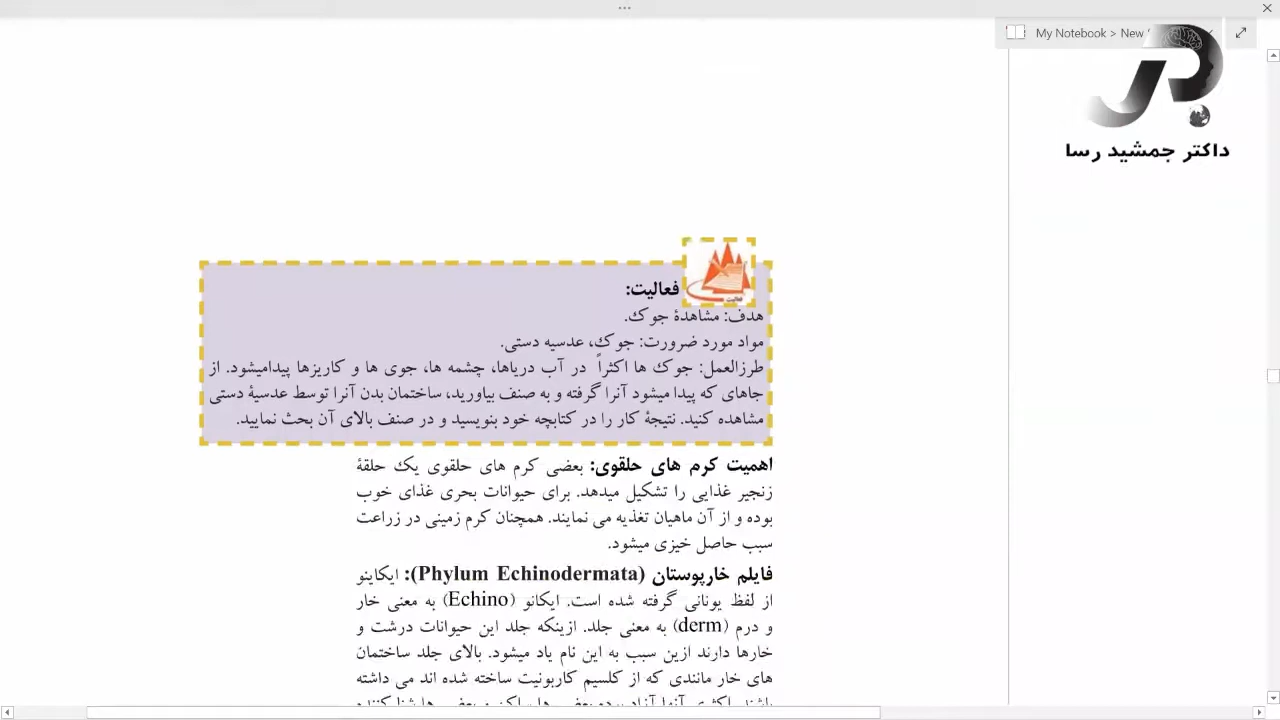 My Notebook > New
داکتر جمشید رسا
فعالیت:
فعالیت
هدف: مشاهدۀ جوک.
مواد مورد ضرورت: جوک، عدسیه دستی.
طرزالعمل: جوک ها اکثراً در آب دریاها، چشمه ها، جوی ها و کاریزها پیدامیشود. از
جاهای که پیدا میشود آنرا گرفته و به صنف بیاورید، ساختمان بدن آنرا توسط عدسیۀ دستی
مشاهده کنید. نتیجۀ کار را در کتابچه خود بنویسید و در صنف بالای آن بحث نمایید.
اهمیت کرم های حلقوی: بعضی کرم های حلقوی یک حلقۀ
زنجیر غذایی را تشکیل میدهد. برای حیوانات بحری غذای خوب
بوده و از آن ماهیان تغذیه می نمایند. همچنان کرم زمینی در زراعت
سبب حاصل خیزی میشود.
فایلم خارپوستان (Phylum Echinodermata): ایکاینو
از لفظ یونانی گرفته شده است. ایکانو (Echino) به معنی خار
و درم (derm) به معنی جلد. ازینکه جلد این حیوانات درشت و
خارها دارند ازین سبب به این نام یاد میشود. بالای جلد ساختمان
های خار مانندی که از کلسیم کاربونیت ساخته شده اند می داشته